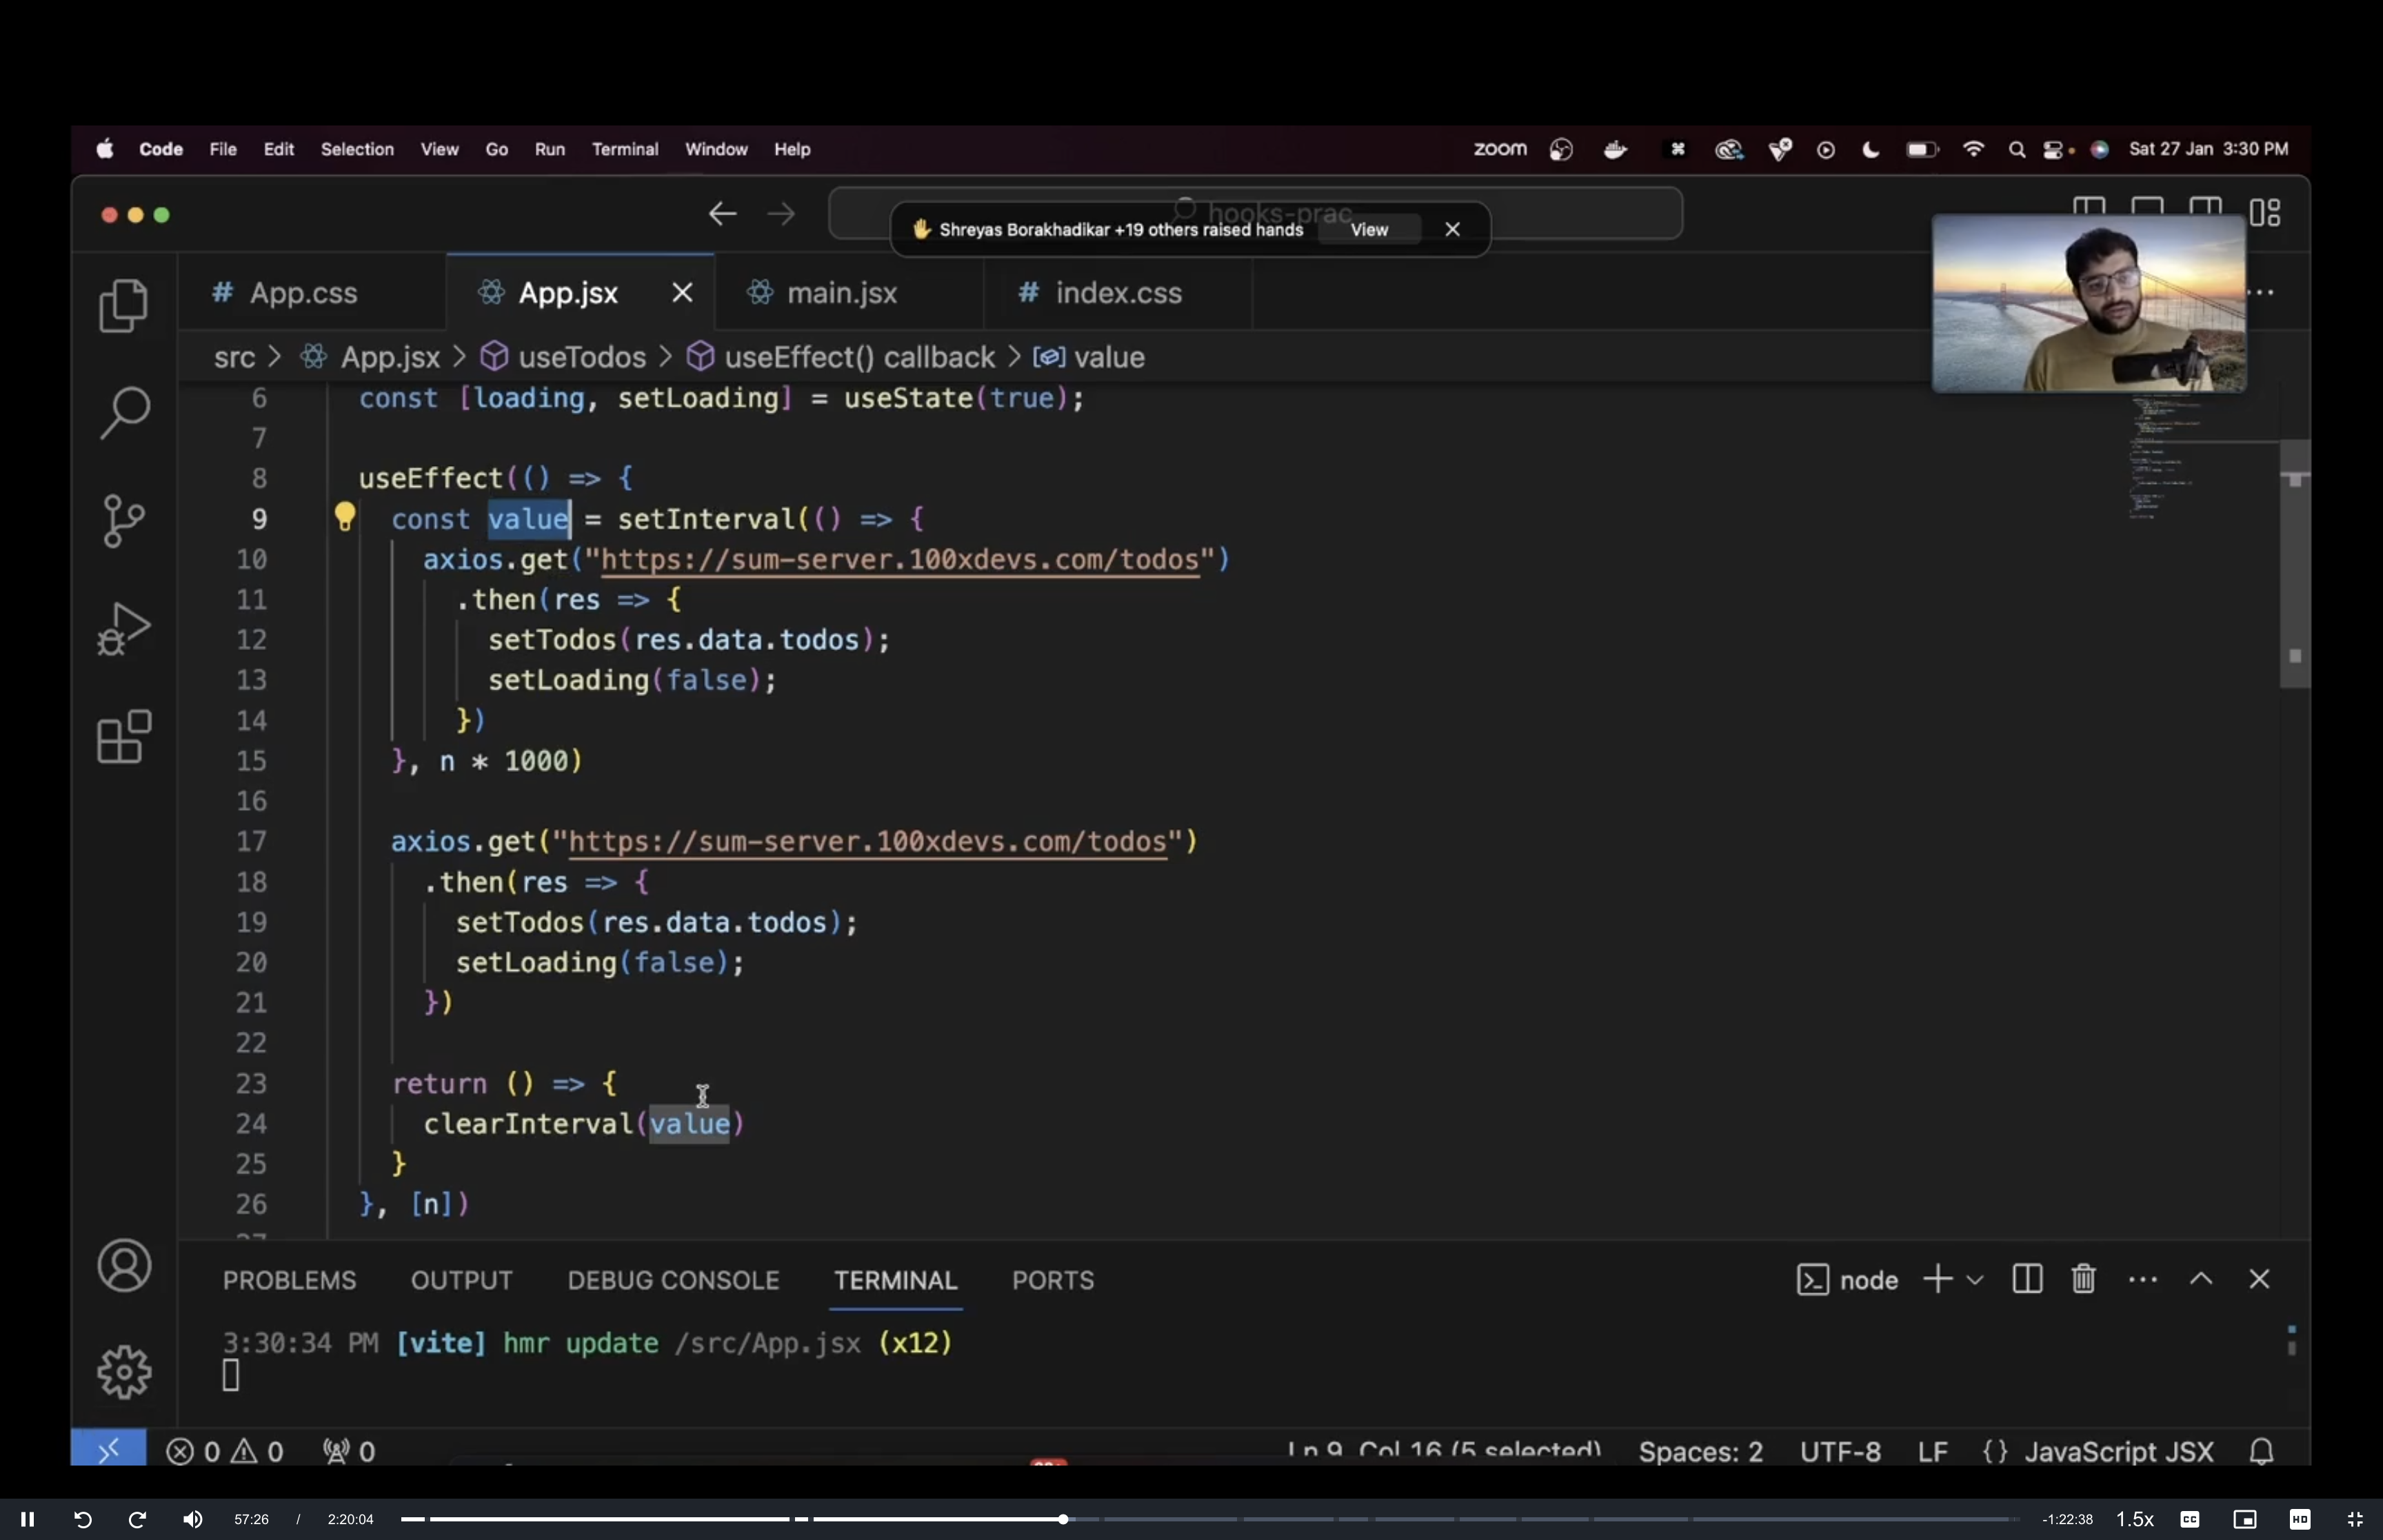 Code File Edit Selection View Go Run Terminal Window Help zoom Sat 27 Jan 3:30 PM
hooks-prac
Shreyas Borakhadikar +19 others raised hands View
# App.css App.jsx main.jsx # index.css
src > App.jsx > useTodos > useEffect() callback > value
6 const [loading, setLoading] = useState(true);
7
8 useEffect(() => {
9 const value = setInterval(() => {
10 axios.get("https://sum-server.100xdevs.com/todos")
11 .then(res => {
12 setTodos(res.data.todos);
13 setLoading(false);
14 })
15 }, n * 1000)
16
17 axios.get("https://sum-server.100xdevs.com/todos")
18 .then(res => {
19 setTodos(res.data.todos);
20 setLoading(false);
21 })
22
23 return () => {
24 clearInterval(value)
25 }
26 }, [n])
PROBLEMS OUTPUT DEBUG CONSOLE TERMINAL PORTS node
3:30:34 PM [vite] hmr update /src/App.jsx (x12)
0 0 0 Ln 9, Col 16 (5 selected) Spaces: 2 UTF-8 LF {} JavaScript JSX
57:26 / 2:20:04 -1:22:38 1.5x CC HD